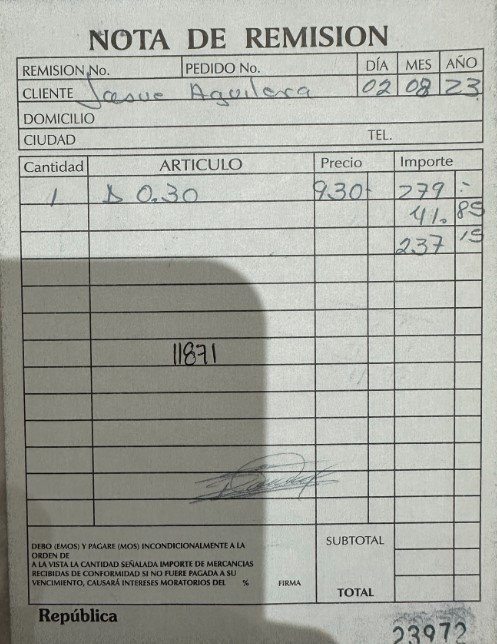 NOTA DE REMISION
REMISION No. PEDIDO No. DÍA MES AÑO
CLIENTE Josue Aguilera 02 08 23
DOMICILIO
CIUDAD TEL.
Cantidad ARTICULO Precio Importe
1 0.30 930- 279 .-
41. 85
237 15
11871
DEBO (EMOS) Y PAGARE (MOS) INCONDICIONALMENTE A LA
ORDEN DE
A LA VISTA LA CANTIDAD SEÑALADA IMPORTE DE MERCANCIAS
RECIBIDAS DE CONFORMIDAD SI NO FUERE PAGADA A SU
VENCIMIENTO, CAUSARÁ INTERESES MORATORIOS DEL % FIRMA
SUBTOTAL
TOTAL
República
23972